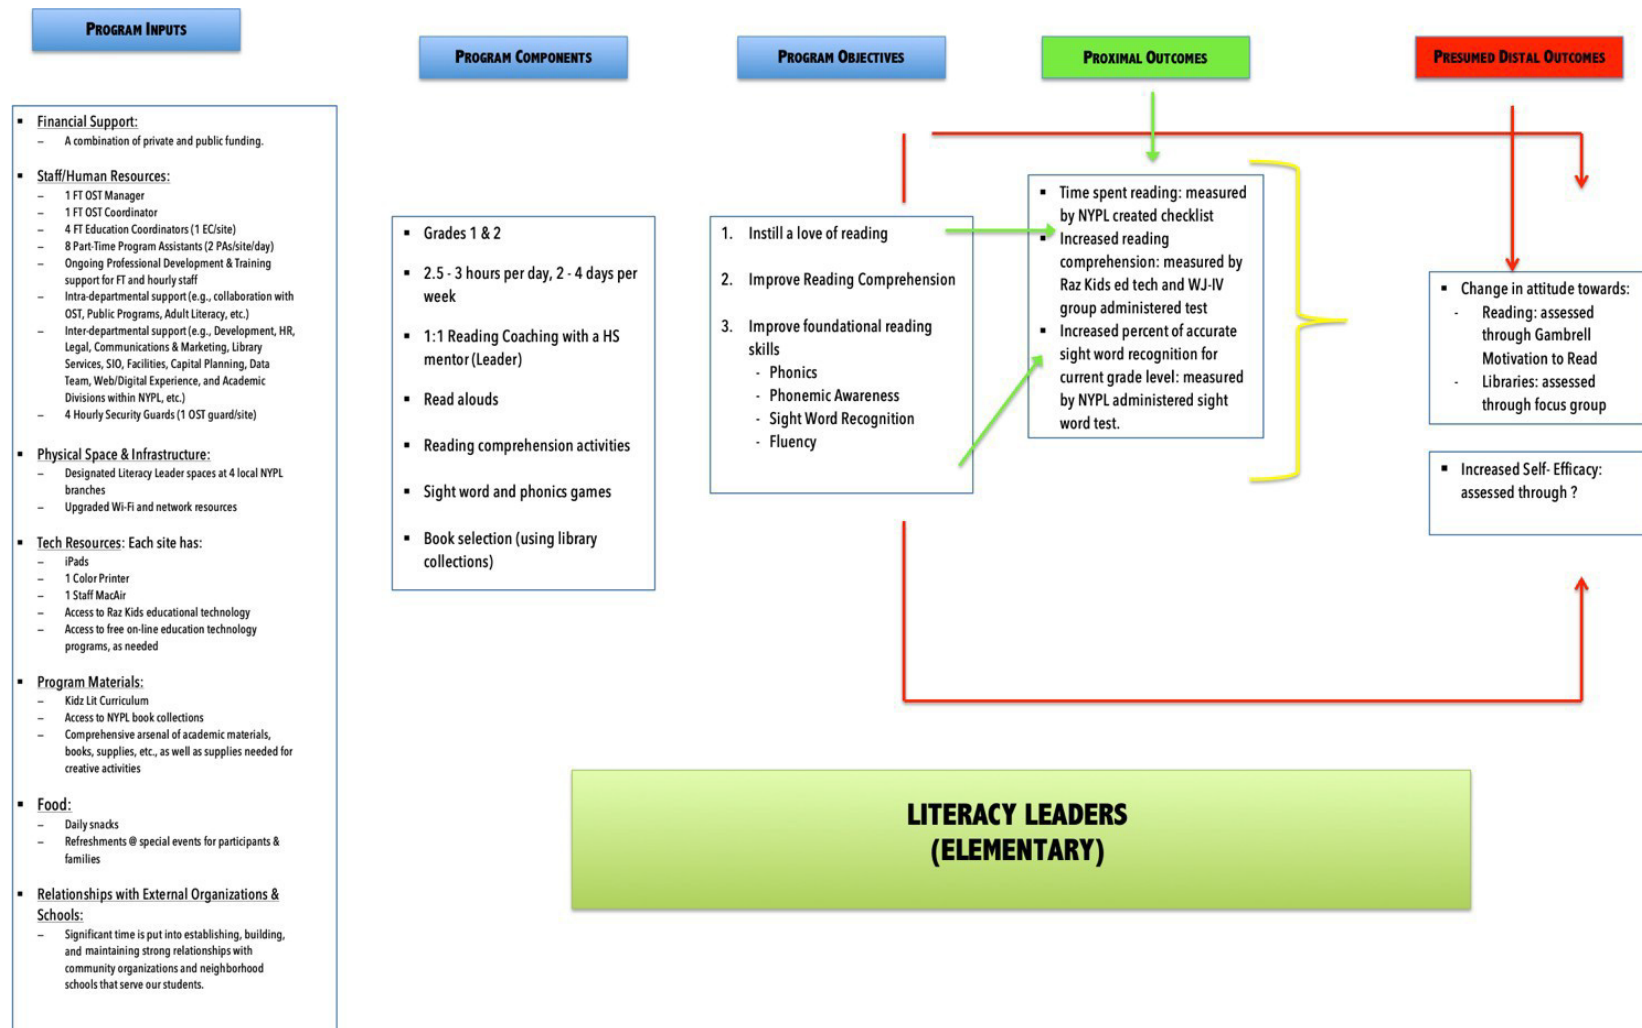 PROGRAM INPUTS
▪ Financial Support:
– A combination of private and public funding.
▪ Staff/Human Resources:
– 1 FT OST Manager
– 1 FT OST Coordinator
– 4 FT Education Coordinators (1 EC/site)
– 8 Part-Time Program Assistants (2 PAs/site/day)
– Ongoing Professional Development & Training
support for FT and hourly staff
– Intra-departmental support (e.g., collaboration with
OST, Public Programs, Adult Literacy, etc.)
– Inter-departmental support (e.g., Development, HR,
Legal, Communications & Marketing, Library
Services, SIO, Facilities, Capital Planning, Data
Team, Web/Digital Experience, and Academic
Divisions within NYPL, etc.)
– 4 Hourly Security Guards (1 OST guard/site)
▪ Physical Space & Infrastructure:
– Designated Literacy Leader spaces at 4 local NYPL
branches
– Upgraded Wi-Fi and network resources
▪ Tech Resources: Each site has:
– iPads
– 1 Color Printer
– 1 Staff MacAir
– Access to Raz Kids educational technology
– Access to free on-line education technology
programs, as needed
▪ Program Materials:
– Kidz Lit Curriculum
– Access to NYPL book collections
– Comprehensive arsenal of academic materials,
books, supplies, etc., as well as supplies needed for
creative activities
▪ Food:
– Daily snacks
– Refreshments @ special events for participants &
families
▪ Relationships with External Organizations &
Schools:
– Significant time is put into establishing, building,
and maintaining strong relationships with
community organizations and neighborhood
schools that serve our students.
PROGRAM COMPONENTS
▪ Grades 1 & 2
▪ 2.5 - 3 hours per day, 2 - 4 days per
week
▪ 1:1 Reading Coaching with a HS
mentor (Leader)
▪ Read alouds
▪ Reading comprehension activities
▪ Sight word and phonics games
▪ Book selection (using library
collections)
PROGRAM OBJECTIVES
1. Instill a love of reading
2. Improve Reading Comprehension
3. Improve foundational reading
skills
- Phonics
- Phonemic Awareness
- Sight Word Recognition
- Fluency
PROXIMAL OUTCOMES
▪ Time spent reading: measured
by NYPL created checklist
▪ Increased reading
comprehension: measured by
Raz Kids ed tech and WJ-IV
group administered test
▪ Increased percent of accurate
sight word recognition for
current grade level: measured
by NYPL administered sight
word test.
PRESUMED DISTAL OUTCOMES
▪ Change in attitude towards:
- Reading: assessed
through Gambrell
Motivation to Read
- Libraries: assessed
through focus group
▪ Increased Self- Efficacy:
assessed through ?
LITERACY LEADERS
(ELEMENTARY)